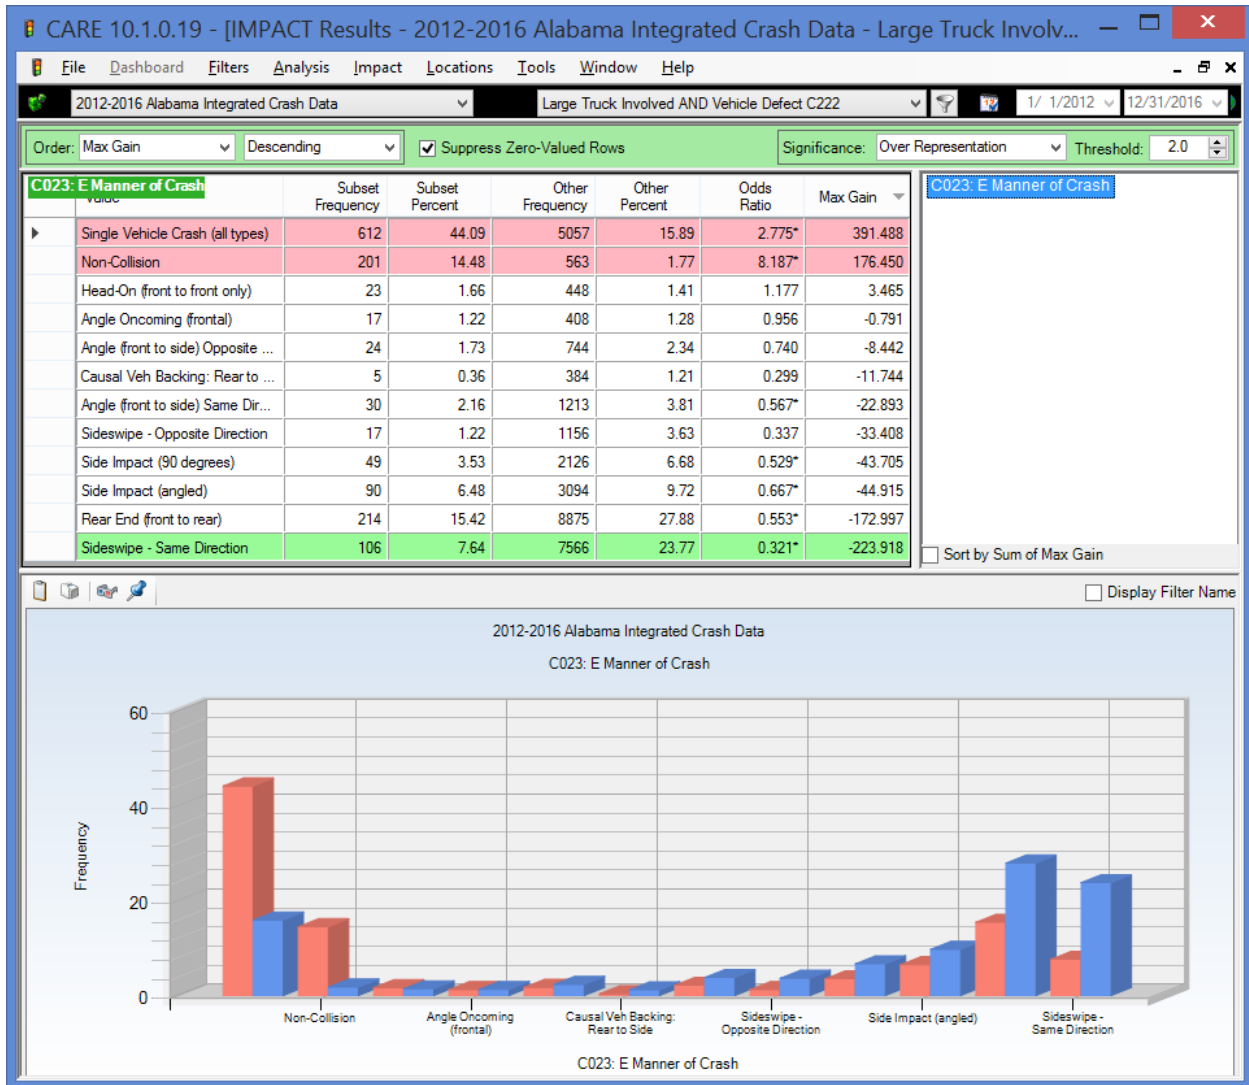 CARE 10.1.0.19 - [IMPACT Results - 2012-2016 Alabama Integrated Crash Data - Large Truck Involv...
File Dashboard Filters Analysis Impact Locations Tools Window Help
2012-2016 Alabama Integrated Crash Data Large Truck Involved AND Vehicle Defect C222 1/ 1/2012 12/31/2016
Order: Max Gain Descending Suppress Zero-Valued Rows Significance: Over Representation Threshold: 2.0
C023: E Manner of Crash
Value Subset Frequency Subset Percent Other Frequency Other Percent Odds Ratio Max Gain
Single Vehicle Crash (all types) 612 44.09 5057 15.89 2.775* 391.488
Non-Collision 201 14.48 563 1.77 8.187* 176.450
Head-On (front to front only) 23 1.66 448 1.41 1.177 3.465
Angle Oncoming (frontal) 17 1.22 408 1.28 0.956 -0.791
Angle (front to side) Opposite ... 24 1.73 744 2.34 0.740 -8.442
Causal Veh Backing: Rear to ... 5 0.36 384 1.21 0.299 -11.744
Angle (front to side) Same Dir... 30 2.16 1213 3.81 0.567* -22.893
Sideswipe - Opposite Direction 17 1.22 1156 3.63 0.337 -33.408
Side Impact (90 degrees) 49 3.53 2126 6.68 0.529* -43.705
Side Impact (angled) 90 6.48 3094 9.72 0.667* -44.915
Rear End (front to rear) 214 15.42 8875 27.88 0.553* -172.997
Sideswipe - Same Direction 106 7.64 7566 23.77 0.321* -223.918
C023: E Manner of Crash
Sort by Sum of Max Gain
Display Filter Name
2012-2016 Alabama Integrated Crash Data
C023: E Manner of Crash
Frequency
60
40
20
0
Non-Collision
Angle Oncoming
(frontal)
Causal Veh Backing:
Rear to Side
Sideswipe -
Opposite Direction
Side Impact (angled)
Sideswipe -
Same Direction
C023: E Manner of Crash